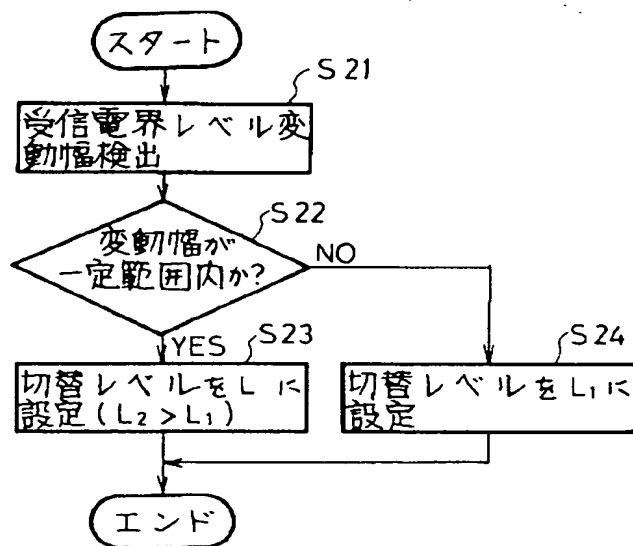 スタート
S21
受信電界レベル変
動幅検出
S22
変動幅が
一定範囲内か?
NO
YES
S23
切替レベルをL に
設定(L₂>L₁)
S24
切替レベルをL₁に
設定
エンド